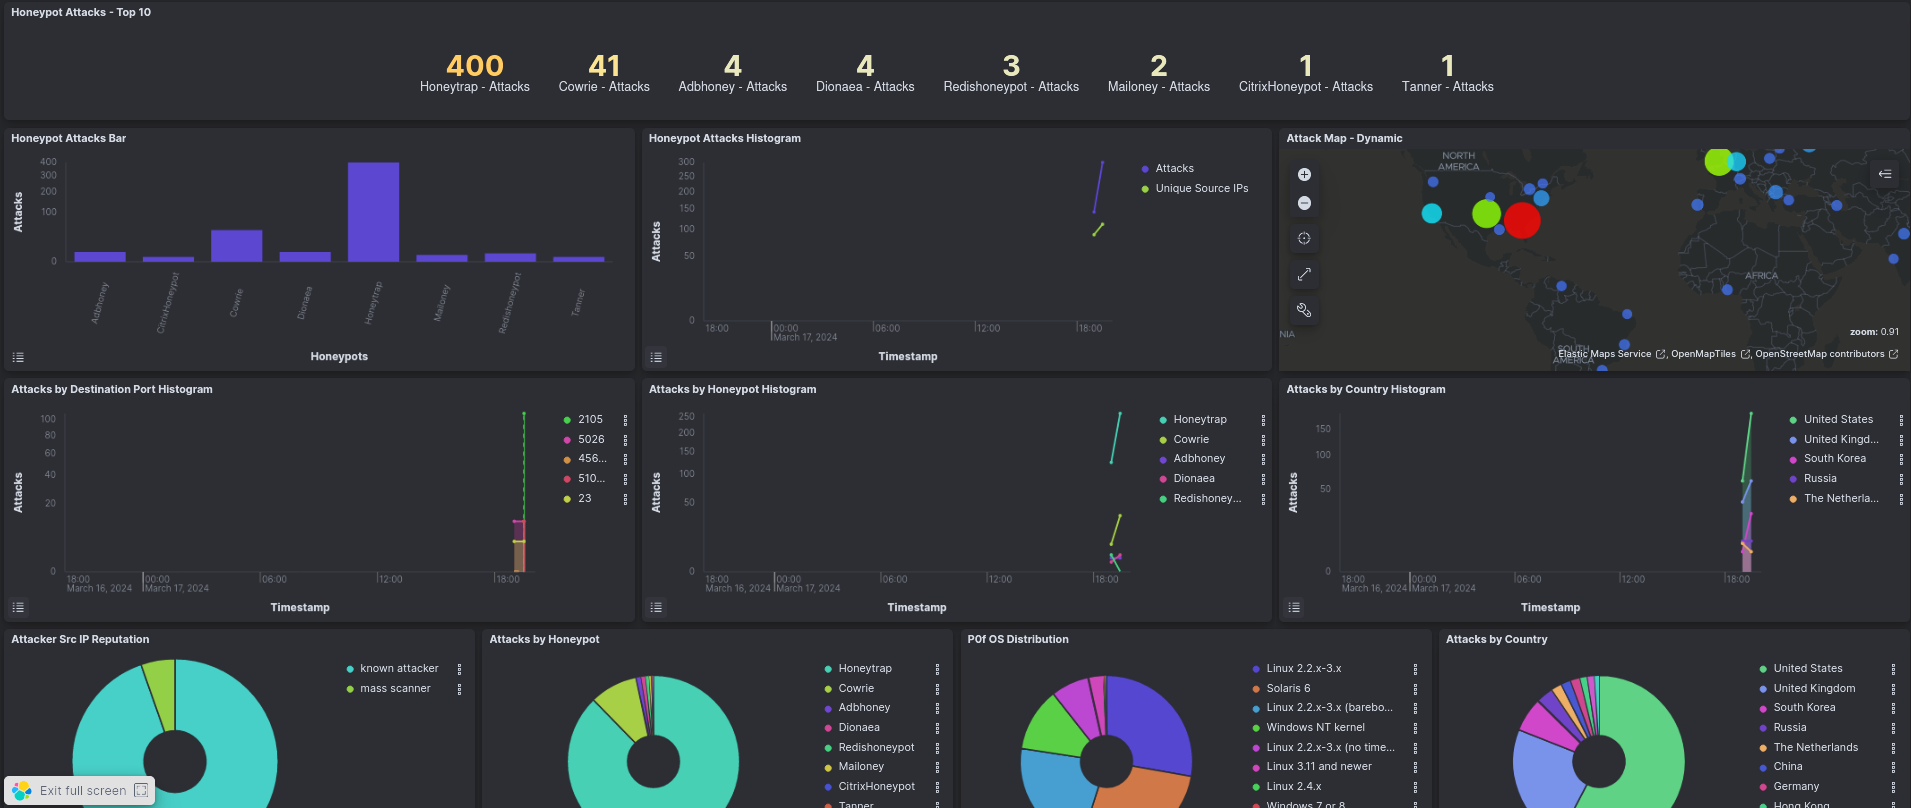 Honeypot Attacks - Top 10
400
Honeytrap - Attacks
41
Cowrie - Attacks
4
Adbhoney - Attacks
4
Dionaea - Attacks
3
Redishoneypot - Attacks
2
Mailoney - Attacks
1
CitrixHoneypot - Attacks
1
Tanner - Attacks
Honeypot Attacks Bar
Attacks
400
300
200
100
0
Adbhoney
CitrixHoneypot
Cowrie
Dionaea
Honeytrap
Mailoney
Redishoneypot
Tanner
Honeypots
Honeypot Attacks Histogram
Attacks
300
250
200
150
100
50
0
18:00
00:00
06:00
12:00
18:00
March 17, 2024
Timestamp
Attacks
Unique Source IPs
Attack Map - Dynamic
NORTH
AMERICA
AFRICA
NIA
SOUTH
AMERICA
zoom: 0.91
Elastic Maps Service , OpenMapTiles , OpenStreetMap contributors
Attacks by Destination Port Histogram
Attacks
100
80
60
40
20
0
18:00
00:00
06:00
12:00
18:00
March 16, 2024
March 17, 2024
Timestamp
2105
5026
456...
510...
23
Attacks by Honeypot Histogram
Attacks
250
200
150
100
50
0
18:00
00:00
06:00
12:00
18:00
March 16, 2024
March 17, 2024
Timestamp
Honeytrap
Cowrie
Adbhoney
Dionaea
Redishoney...
Attacks by Country Histogram
Attacks
150
100
50
0
18:00
00:00
06:00
12:00
18:00
March 16, 2024
March 17, 2024
Timestamp
United States
United Kingd...
South Korea
Russia
The Netherla...
Attacker Src IP Reputation
known attacker
mass scanner
Exit full screen
Attacks by Honeypot
Honeytrap
Cowrie
Adbhoney
Dionaea
Redishoneypot
Mailoney
CitrixHoneypot
Tanner
P0f OS Distribution
Linux 2.2.x-3.x
Solaris 6
Linux 2.2.x-3.x (barebo...
Windows NT kernel
Linux 2.2.x-3.x (no time...
Linux 3.11 and newer
Linux 2.4.x
Windows 7 or 8
Attacks by Country
United States
United Kingdom
South Korea
Russia
The Netherlands
China
Germany
Hong Kong